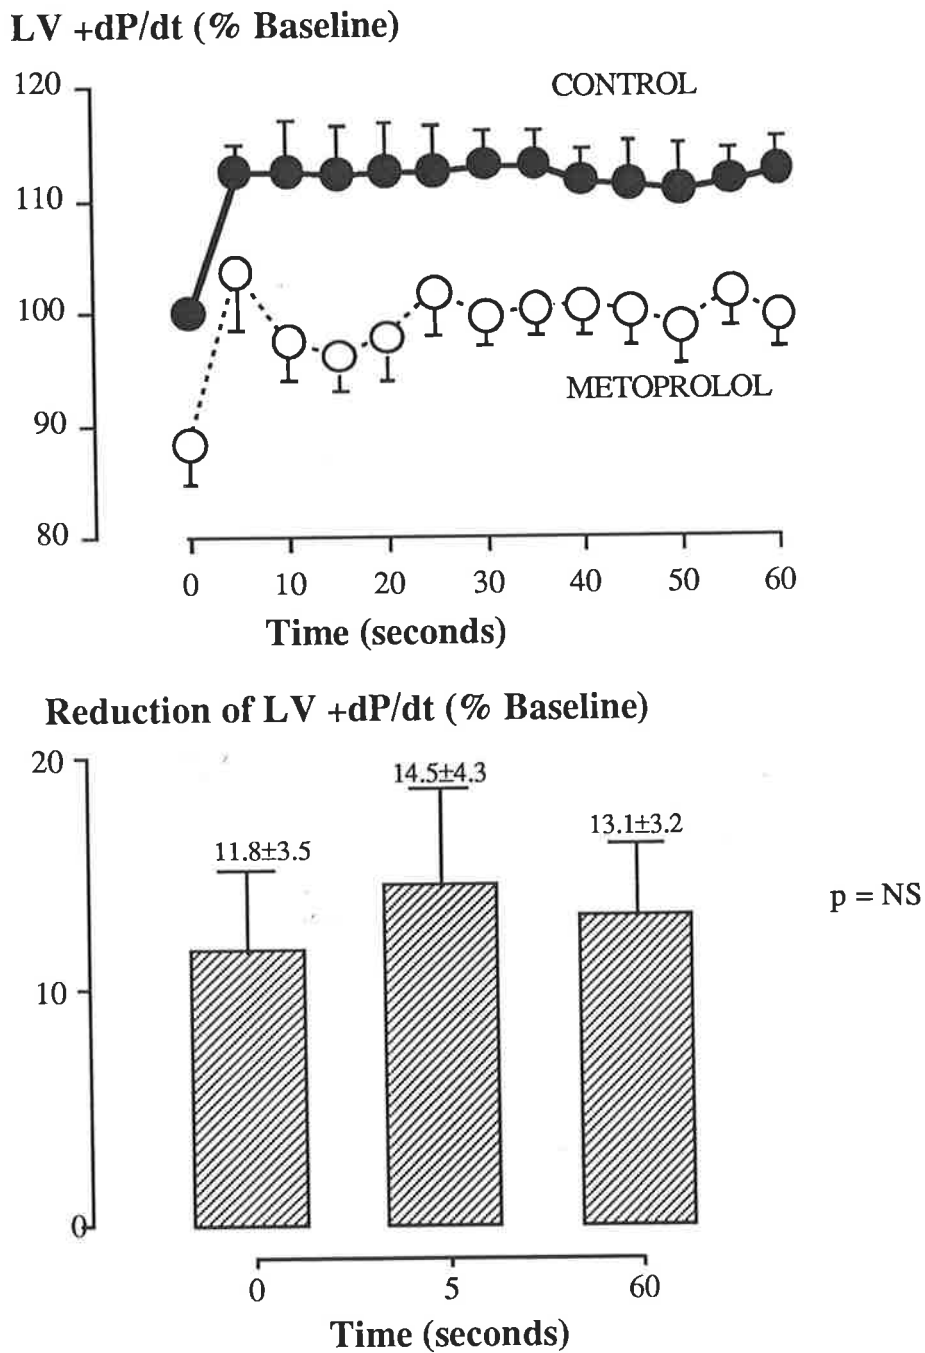 LV +dP/dt (% Baseline)
120
CONTROL
110
100
METOPROLOL
90
80
0 10 20 30 40 50 60
Time (seconds)
Reduction of LV +dP/dt (% Baseline)
20
14.5±4.3
13.1±3.2
11.8±3.5
p = NS
10
0
0 5 60
Time (seconds)